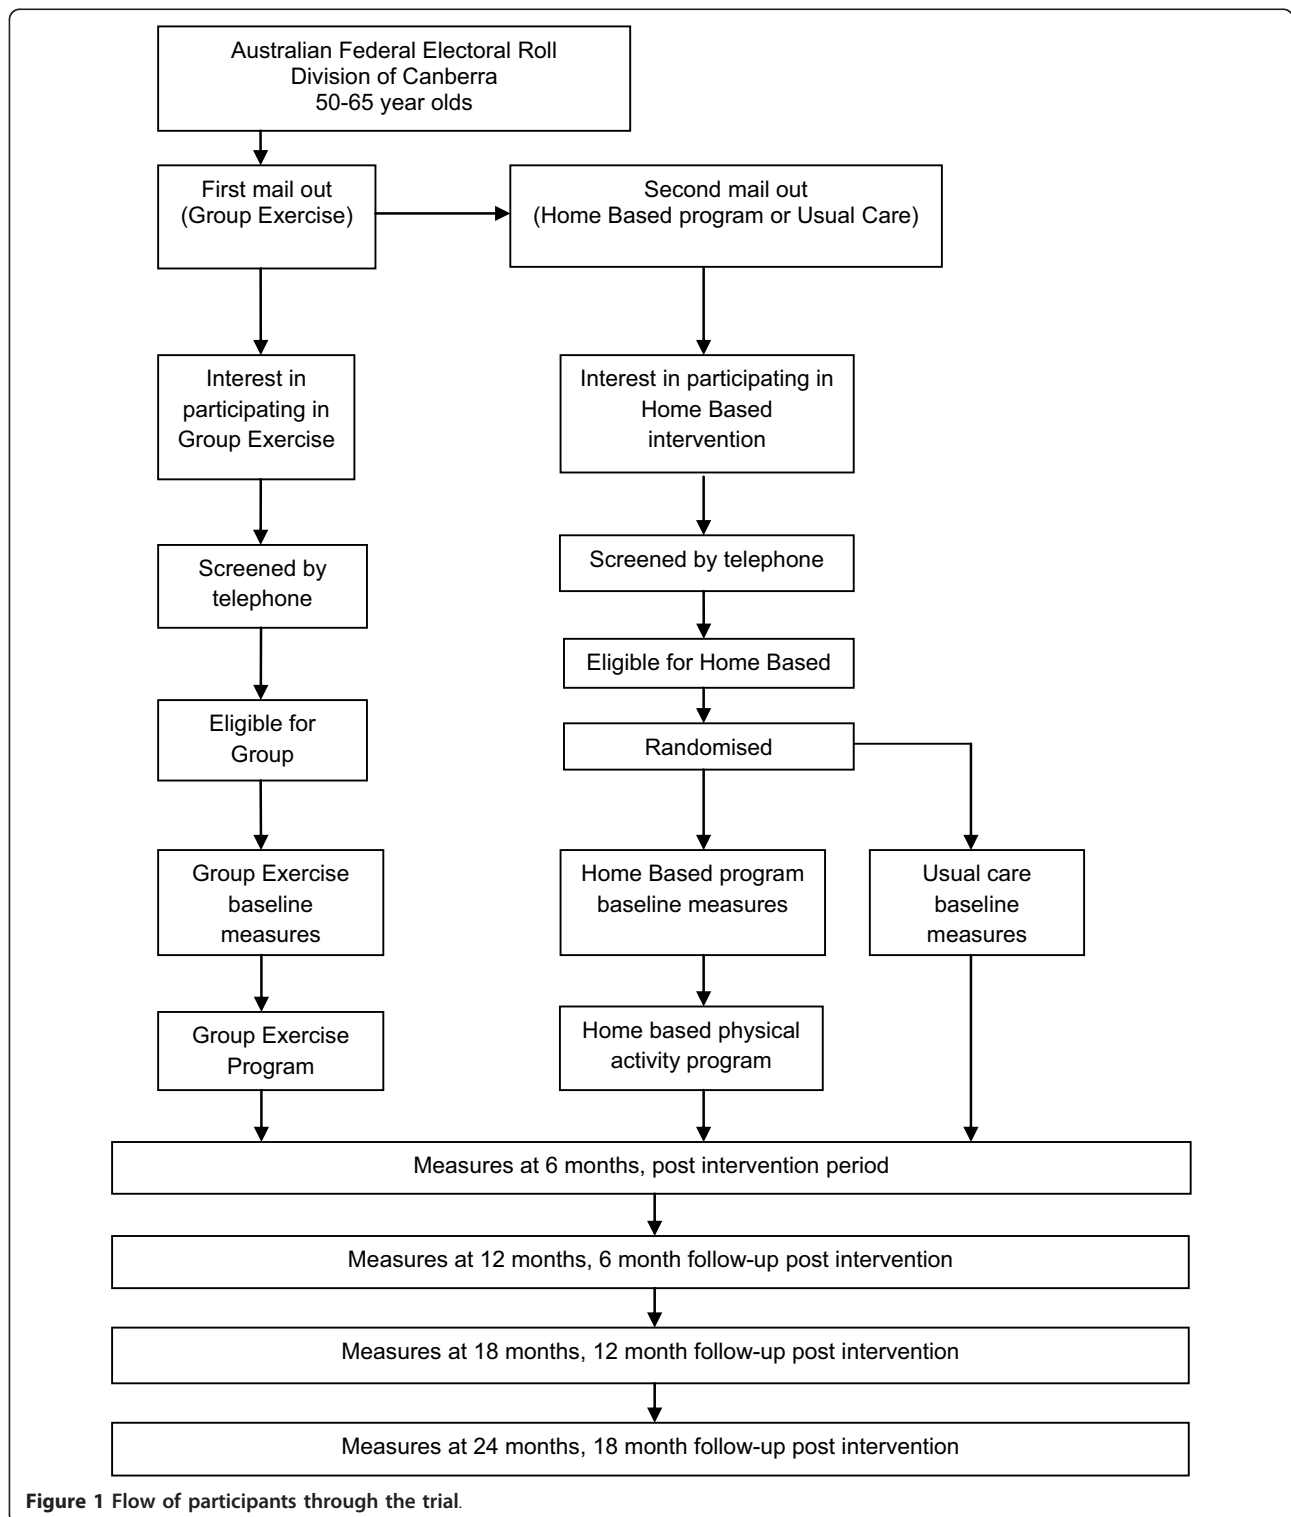 Australian Federal Electoral Roll
Division of Canberra
50-65 year olds
First mail out
(Group Exercise)
Second mail out
(Home Based program or Usual Care)
Interest in
participating in
Group Exercise
Interest in participating in
Home Based
intervention
Screened by
telephone
Screened by telephone
Eligible for Home Based
Eligible for
Group
Randomised
Group Exercise
baseline
measures
Home Based program
baseline measures
Usual care
baseline
measures
Group Exercise
Program
Home based physical
activity program
Measures at 6 months, post intervention period
Measures at 12 months, 6 month follow-up post intervention
Measures at 18 months, 12 month follow-up post intervention
Measures at 24 months, 18 month follow-up post intervention
Figure 1 Flow of participants through the trial.